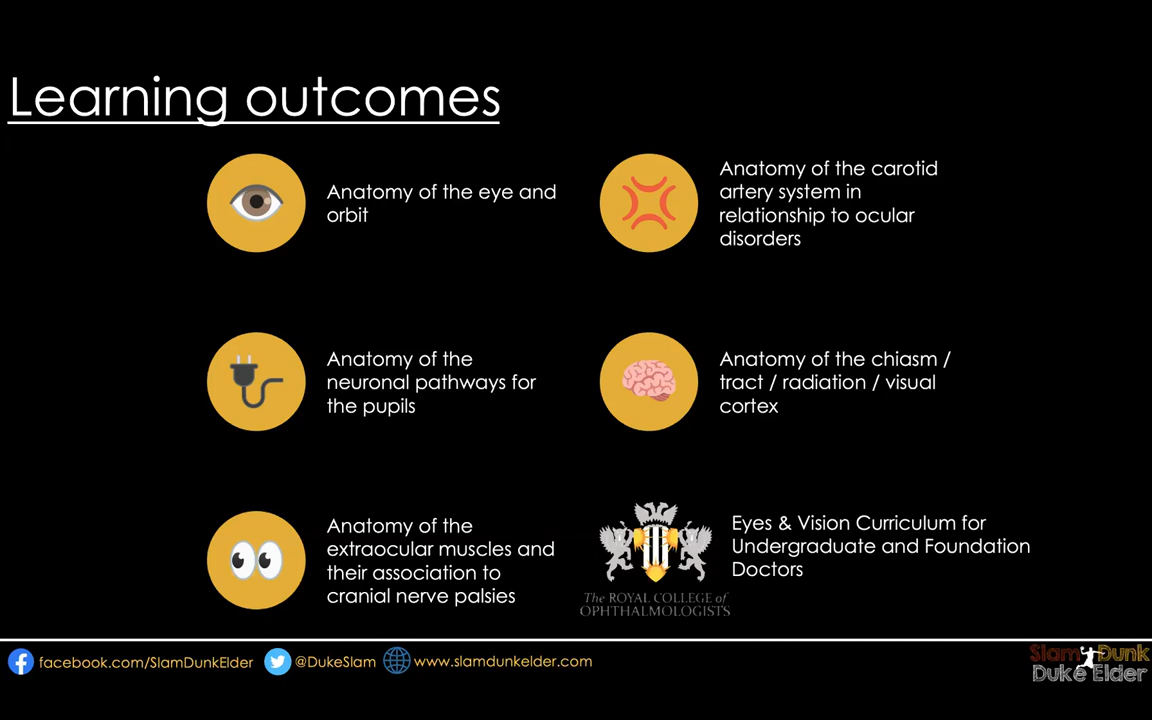 Learning outcomes
Anatomy of the eye and
orbit
Anatomy of the carotid
artery system in
relationship to ocular
disorders
Anatomy of the
neuronal pathways for
the pupils
Anatomy of the chiasm /
tract / radiation / visual
cortex
Anatomy of the
extraocular muscles and
their association to
cranial nerve palsies
The ROYAL COLLEGE of
OPHTHALMOLOGISTS
Eyes & Vision Curriculum for
Undergraduate and Foundation
Doctors
facebook.com/SlamDunkElder
@DukeSlam
www.slamdunkelder.com
Slam Dunk
Duke Elder